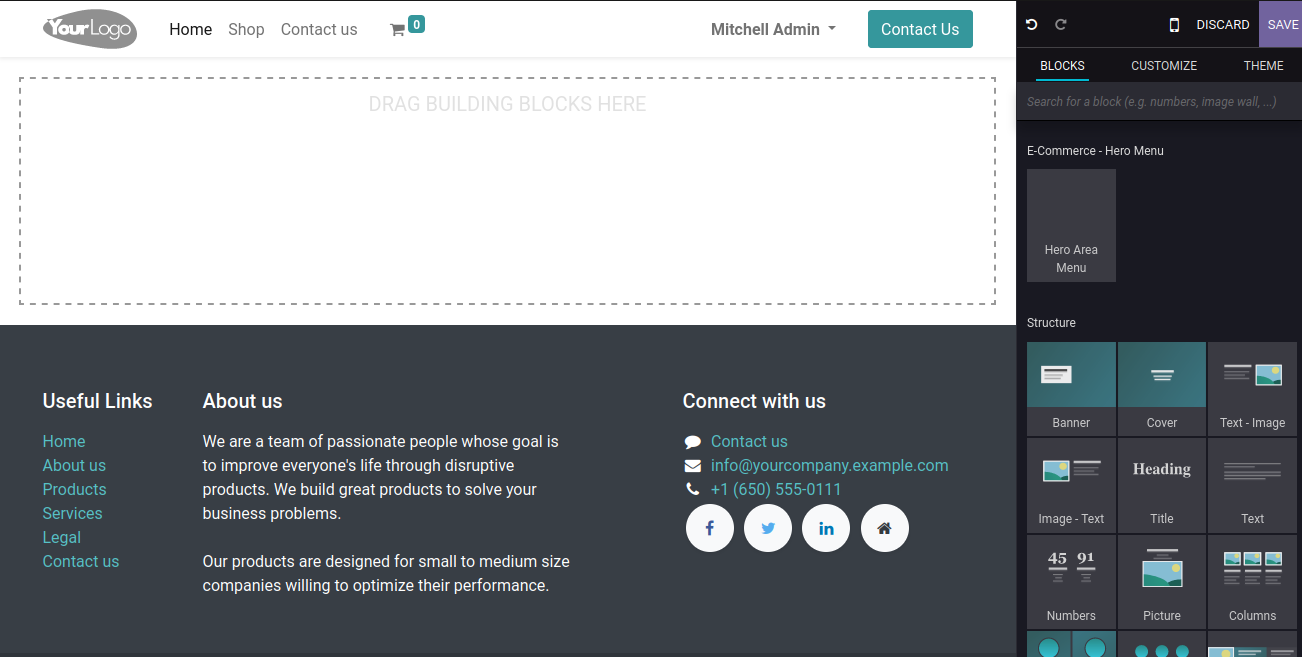 YourLogo
Home
Shop
Contact us
0
Mitchell Admin
Contact Us
DISCARD
SAVE
BLOCKS
CUSTOMIZE
THEME
Search for a block (e.g. numbers, image wall, ...)
DRAG BUILDING BLOCKS HERE
E-Commerce - Hero Menu
Hero Area
Menu
Structure
Banner
Cover
Text - Image
Heading
Image - Text
Title
Text
45 91
Numbers
Picture
Columns
Useful Links
Home
About us
Products
Services
Legal
Contact us
About us
We are a team of passionate people whose goal is
to improve everyone's life through disruptive
products. We build great products to solve your
business problems.
Our products are designed for small to medium size
companies willing to optimize their performance.
Connect with us
Contact us
info@yourcompany.example.com
+1 (650) 555-0111